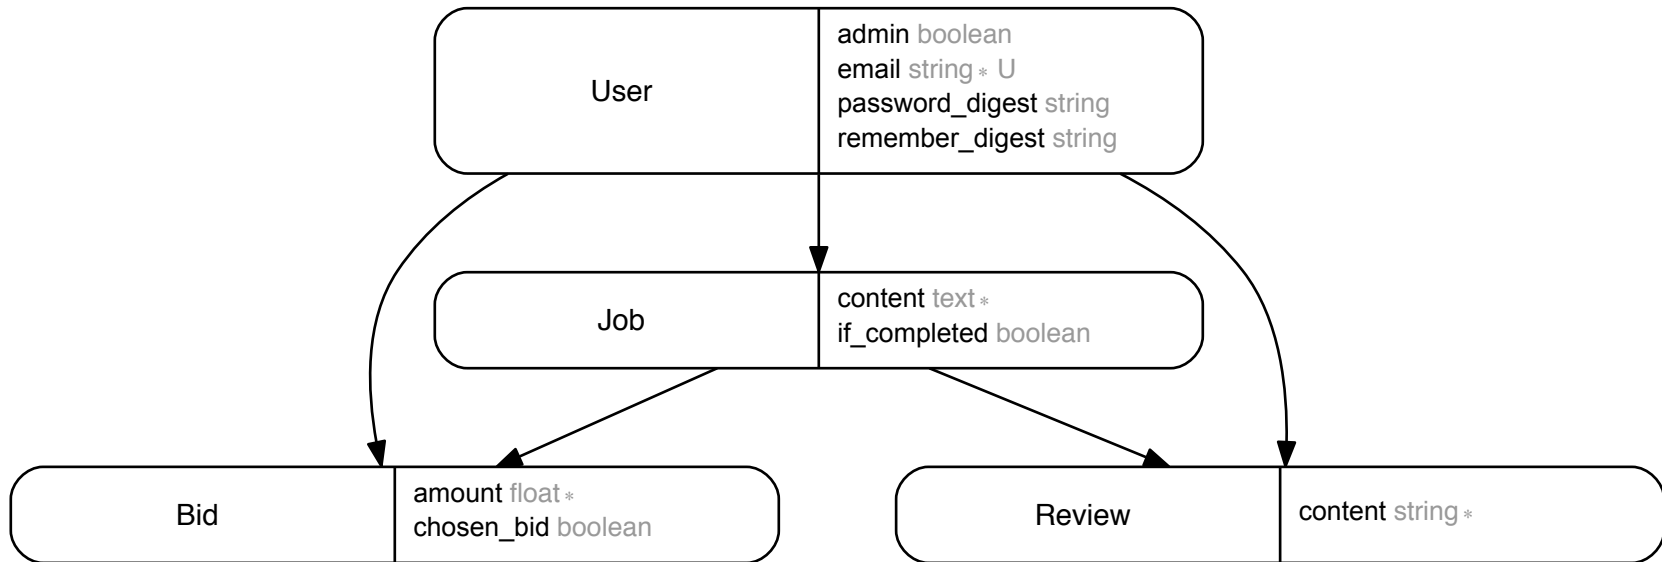 User
admin boolean
email string * U
password_digest string
remember_digest string
Job
content text *
if_completed boolean
Bid
amount float *
chosen_bid boolean
Review
content string *